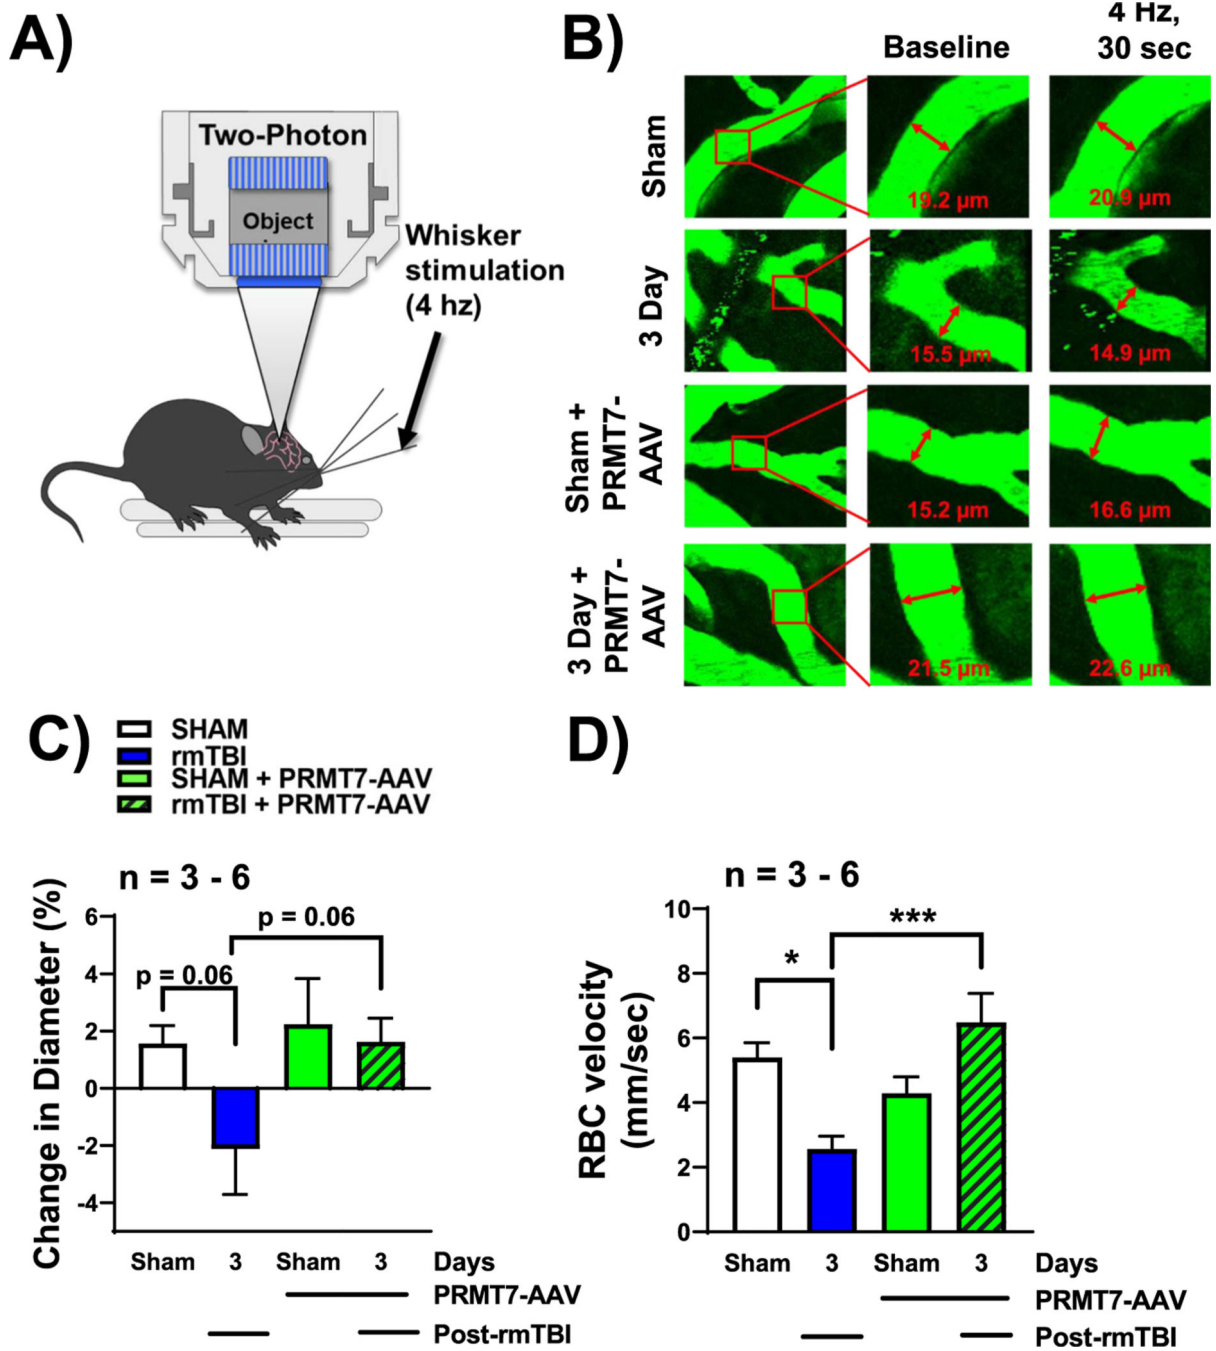 A)
Two-Photon
Object
Whisker
stimulation
(4 hz)
B)
Baseline
4 Hz,
30 sec
Sham
19.2 µm
20.9 µm
3 Day
15.5 µm
14.9 µm
Sham +
PRMT7-
AAV
15.2 µm
16.6 µm
3 Day +
PRMT7-
AAV
21.5 µm
22.6 µm
C)
SHAM
rmTBI
SHAM + PRMT7-AAV
rmTBI + PRMT7-AAV
n = 3 - 6
Change in Diameter (%)
6
4
2
0
-2
-4
p = 0.06
p = 0.06
Sham 3 Sham 3 Days
PRMT7-AAV
Post-rmTBI
D)
n = 3 - 6
RBC velocity
(mm/sec)
10
8
6
4
2
0
*
***
Sham 3 Sham 3 Days
PRMT7-AAV
Post-rmTBI